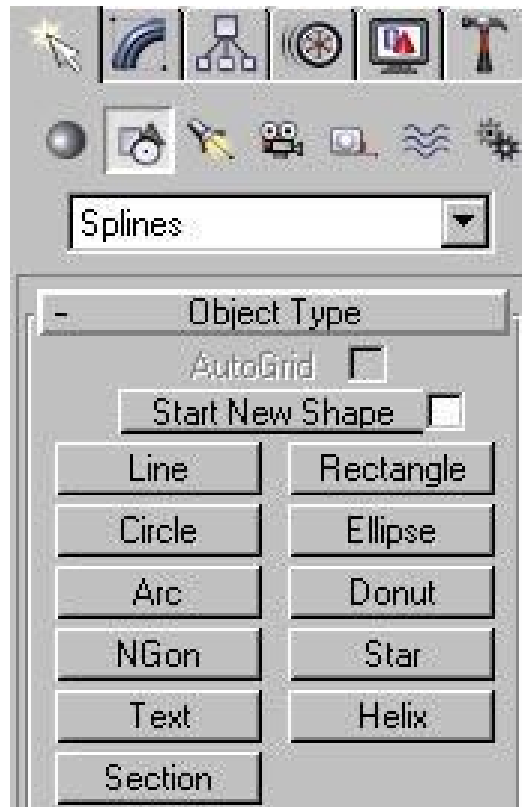 Splines
- Object Type
AutoGrid
Start New Shape
Line Rectangle
Circle Ellipse
Arc Donut
NGon Star
Text Helix
Section